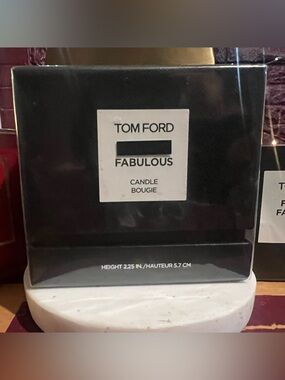 TOM FORD
FABULOUS
CANDLE
BOUGIE
HEIGHT 2.25 IN./HAUTEUR 5.7 CM